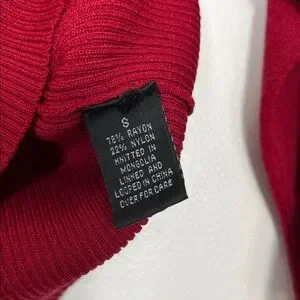 S
78% RAYON
22% NYLON
KNITTED IN
MONGOLIA
LINKED AND
LOOPED IN CHINA
OVER FOR CARE